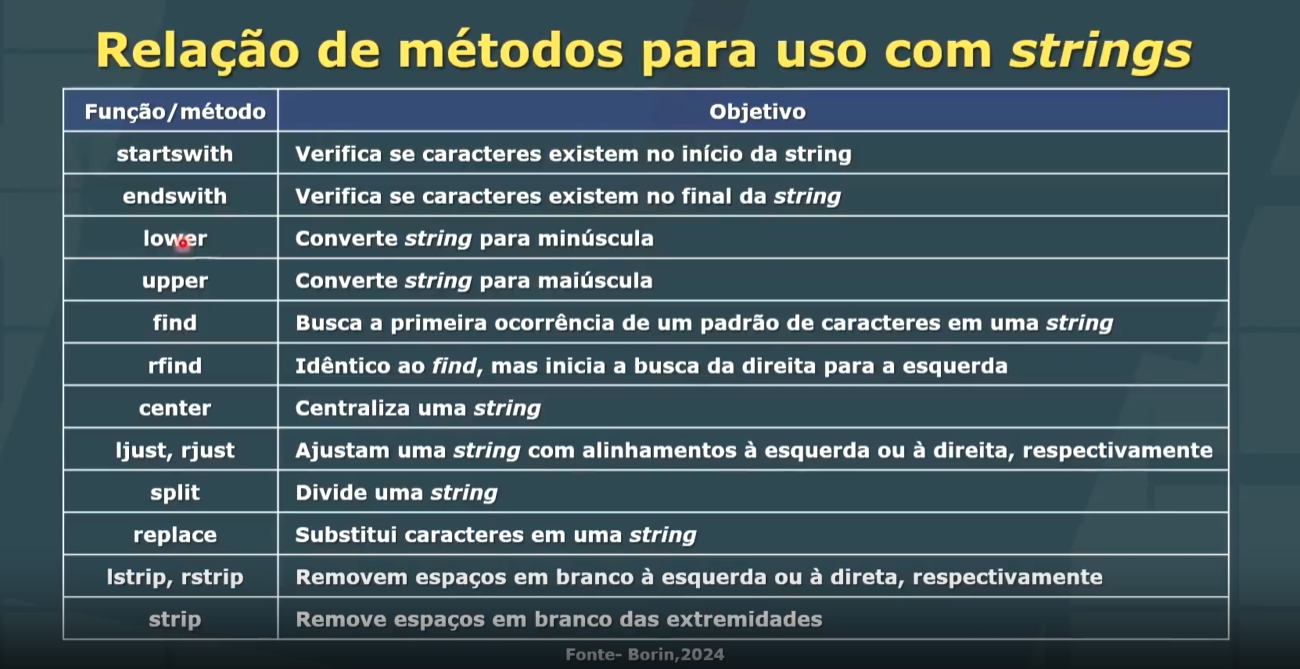 Relação de métodos para uso com strings
Função/método Objetivo
startswith Verifica se caracteres existem no início da string
endswith Verifica se caracteres existem no final da string
lower Converte string para minúscula
upper Converte string para maiúscula
find Busca a primeira ocorrência de um padrão de caracteres em uma string
rfind Idêntico ao find, mas inicia a busca da direita para a esquerda
center Centraliza uma string
ljust, rjust Ajustam uma string com alinhamentos à esquerda ou à direita, respectivamente
split Divide uma string
replace Substitui caracteres em uma string
lstrip, rstrip Removem espaços em branco à esquerda ou à direta, respectivamente
strip Remove espaços em branco das extremidades
Fonte- Borin,2024